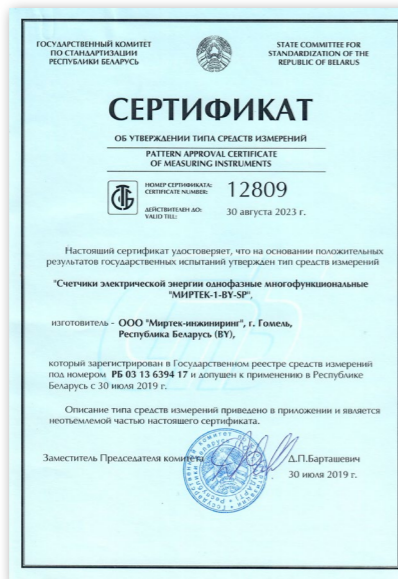 ГОСУДАРСТВЕННЫЙ КОМИТЕТ
ПО СТАНДАРТИЗАЦИИ
РЕСПУБЛИКИ БЕЛАРУСЬ
STATE COMMITTEE FOR
STANDARDIZATION OF THE
REPUBLIC OF BELARUS
СЕРТИФИКАТ
ОБ УТВЕРЖДЕНИИ ТИПА СРЕДСТВ ИЗМЕРЕНИЙ
PATTERN APPROVAL CERTIFICATE
OF MEASURING INSTRUMENTS
НОМЕР СЕРТИФИКАТА:
CERTIFICATE NUMBER:
12809
ДЕЙСТВИТЕЛЕН ДО:
VALID TILL:
30 августа 2023 г.
Настоящий сертификат удостоверяет, что на основании положительных
результатов государственных испытаний утвержден тип средств измерений
"Счетчики электрической энергии однофазные многофункциональные
"МИРТЕК-1-BY-SP",
изготовитель - ООО "Миртек-инжиниринг", г. Гомель,
Республика Беларусь (BY),
который зарегистрирован в Государственном реестре средств измерений
под номером РБ 03 13 6394 17 и допущен к применению в Республике
Беларусь с 30 июля 2019 г.
Описание типа средств измерений приведено в приложении и является
неотъемлемой частью настоящего сертификата.
Заместитель Председателя комитета
Д.П.Барташевич
30 июля 2019 г.